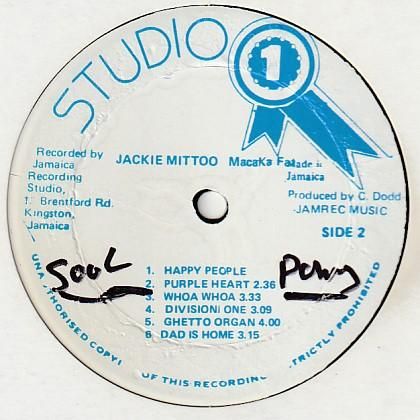 STUDIO
1
Recorded by
Jamaica
Recording
Studio,
Brentford Rd.
Kingston,
Jamaica
JACKIE MITTOO MacaKa Fa
Jamaica
Produced by C. Dodd
-JAMREC MUSIC
SIDE 2
SOUL
1. HAPPY PEOPLE
2. PURPLE HEART 2.36
3. WHOA WHOA 3.33
4. DIVISION ONE 3.09
5. GHETTO ORGAN 4.00
6 DAD IS HOME 3.15
UNAUTHORISED COPYI OF THIS RECORDING STRICTLY PROHIBITED